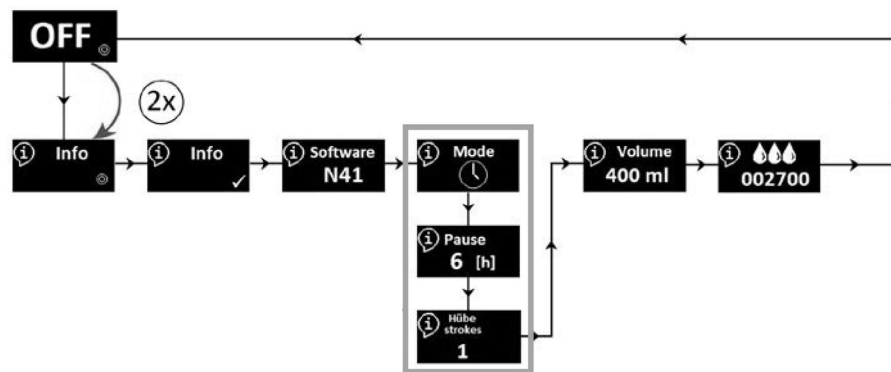 OFF
2x
Info
Info
Software
N41
Mode
Pause
6 [h]
Hübe
strokes
1
Volume
400 ml
002700